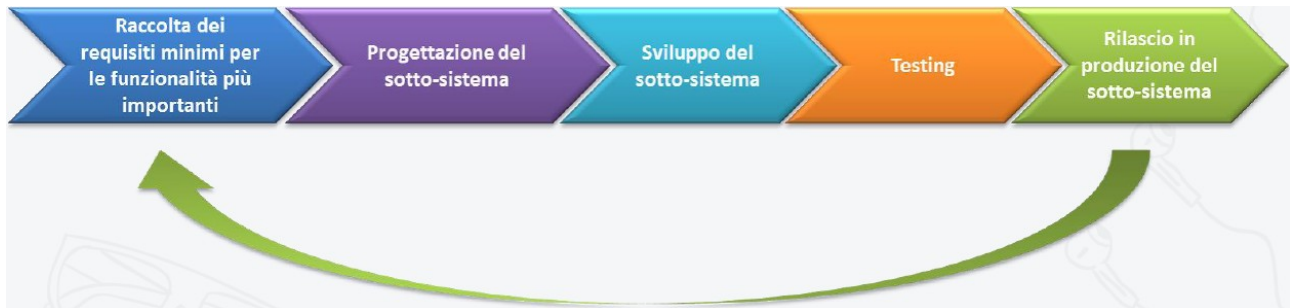 Raccolta dei
requisiti minimi per
le funzionalità più
importanti
Progettazione del
sotto-sistema
Sviluppo del
sotto-sistema
Testing
Rilascio in
produzione del
sotto-sistema